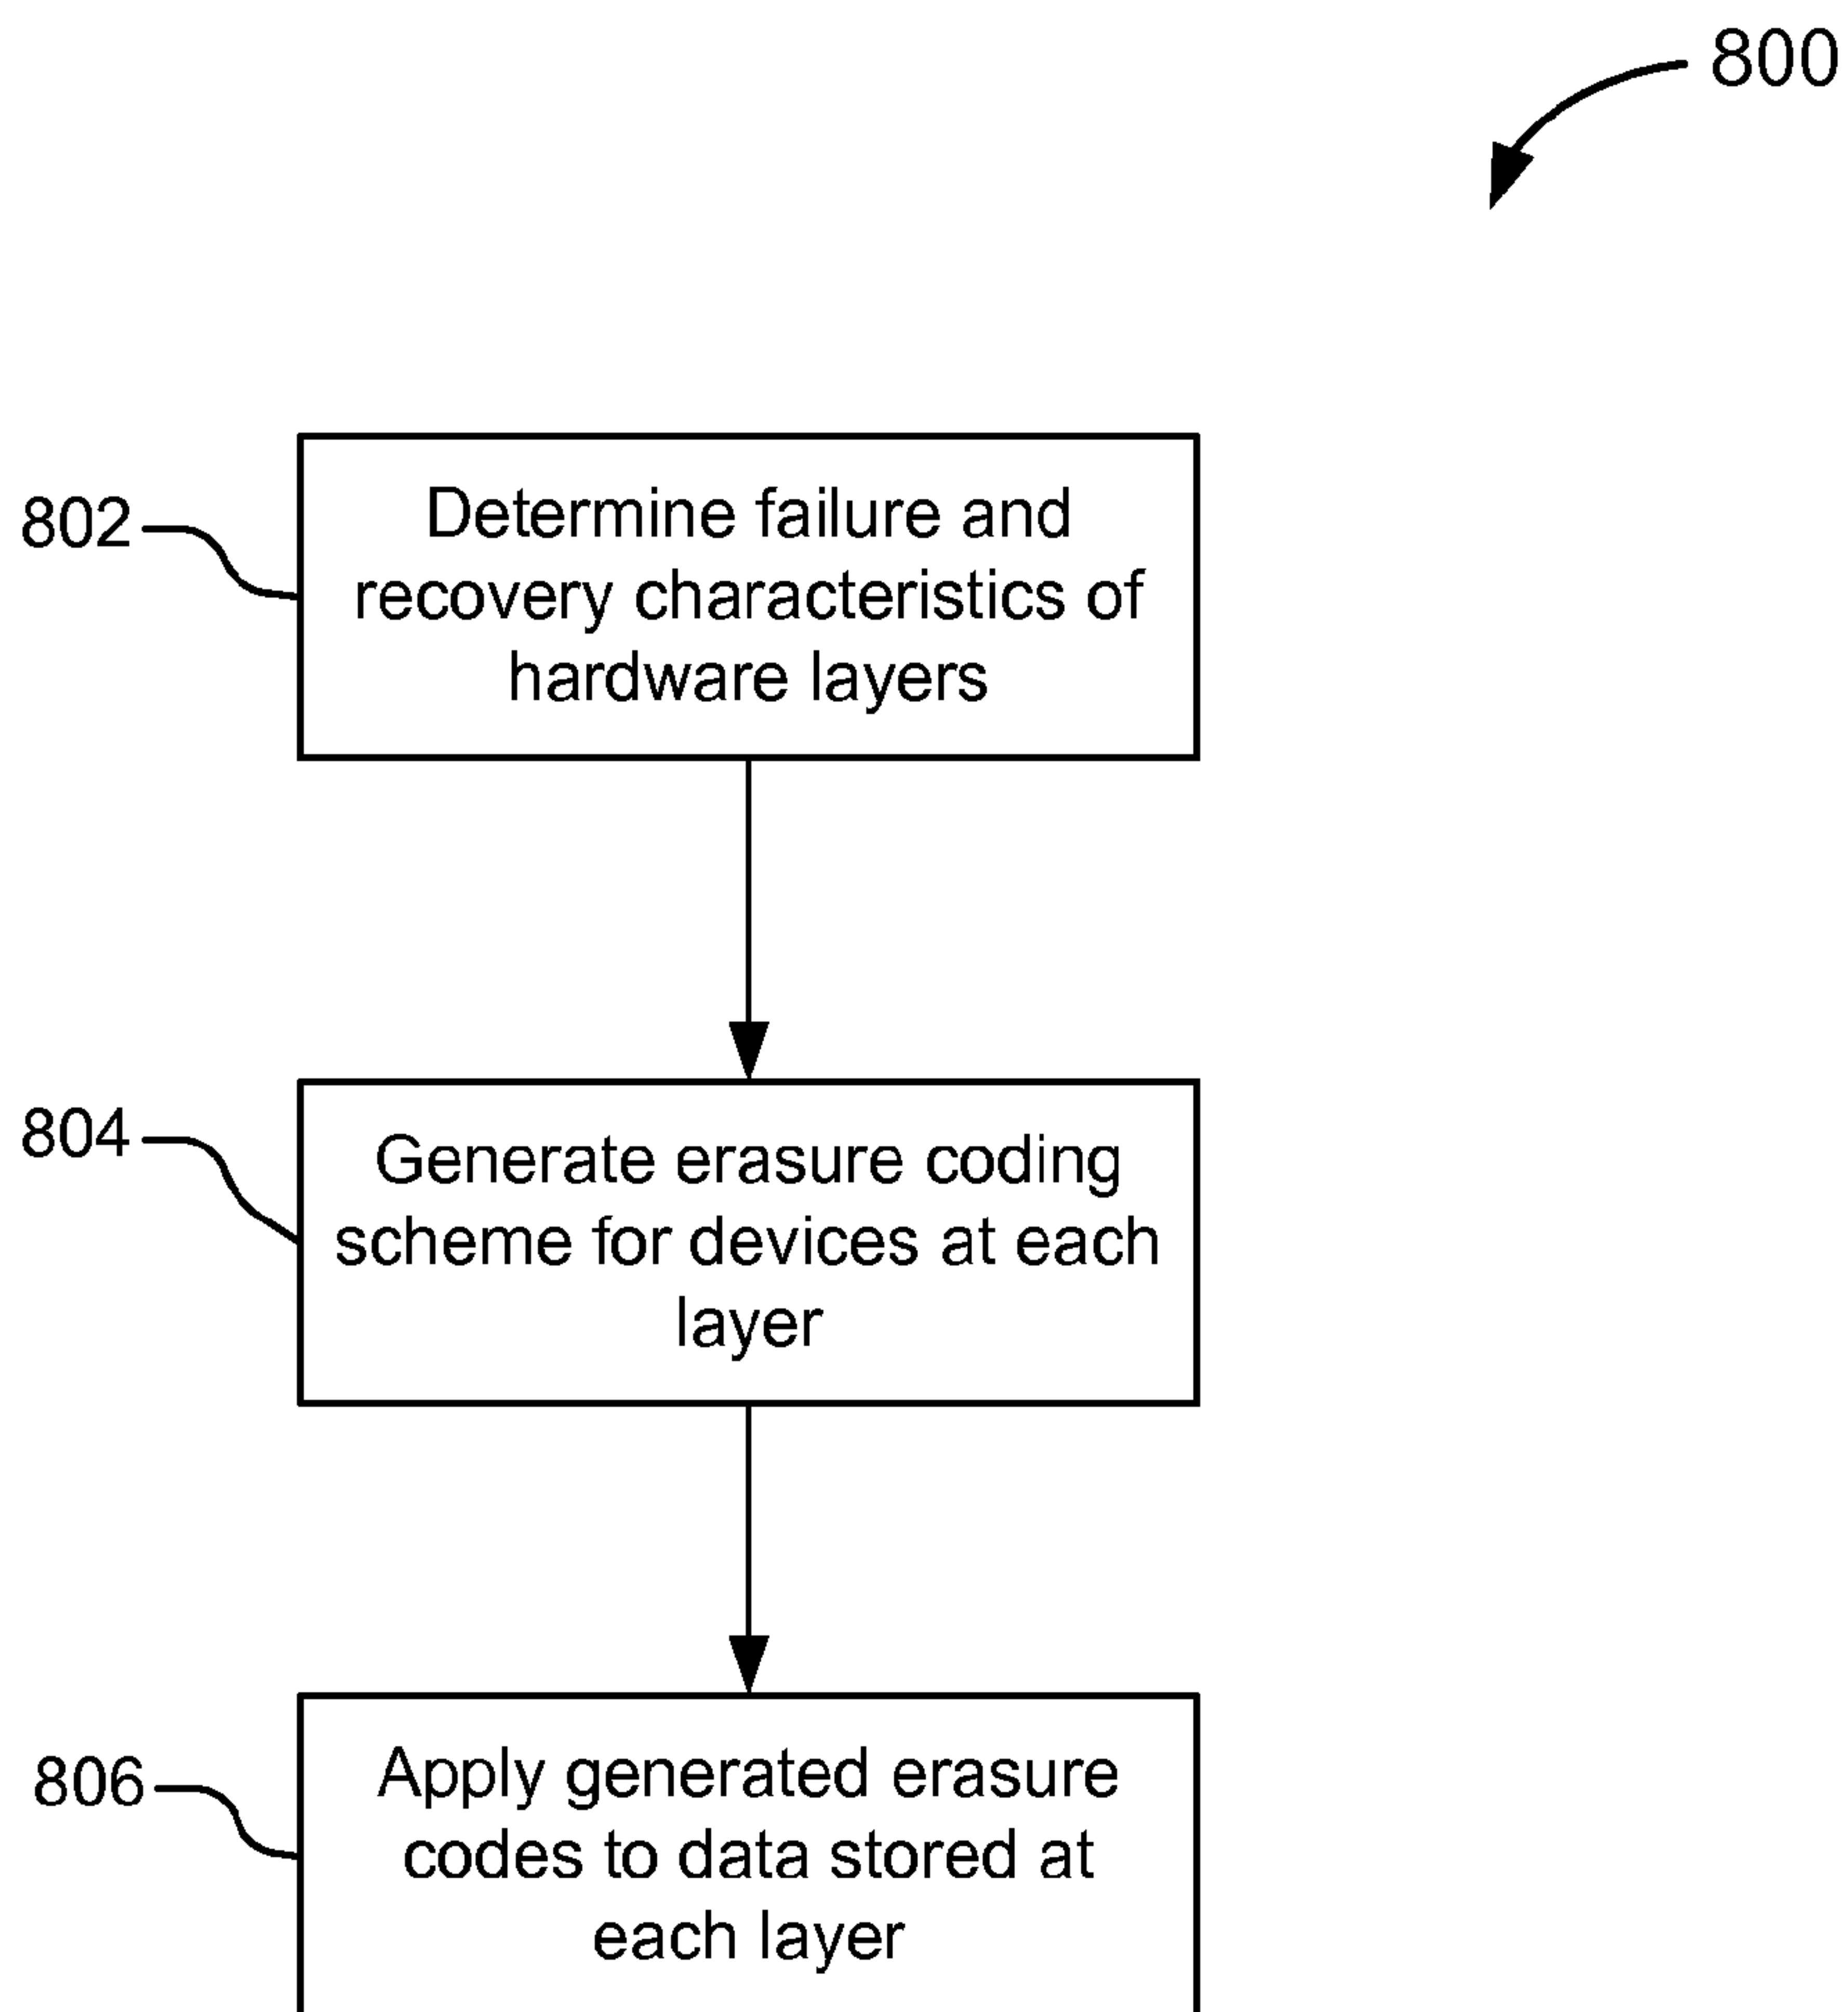 800
802
Determine failure and
recovery characteristics of
hardware layers
804
Generate erasure coding
scheme for devices at each
layer
806
Apply generated erasure
codes to data stored at
each layer